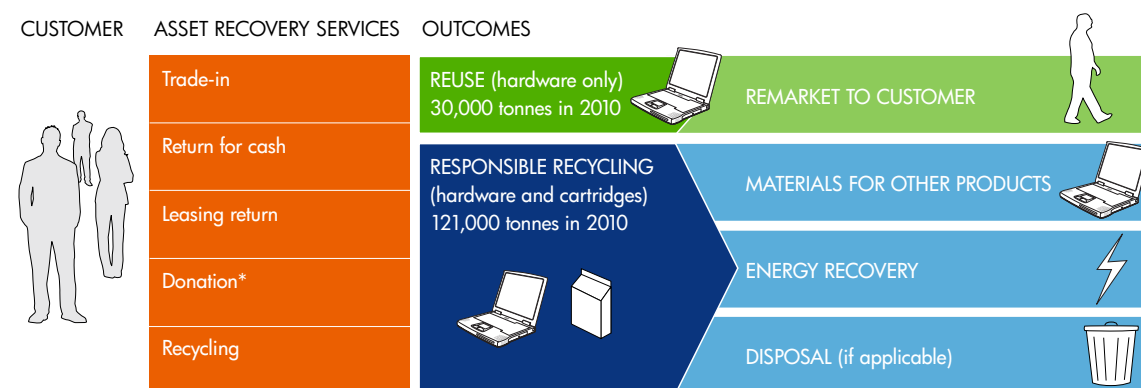 CUSTOMER
ASSET RECOVERY SERVICES
OUTCOMES
Trade-in
Return for cash
Leasing return
Donation*
Recycling
REUSE (hardware only)
30,000 tonnes in 2010
REMARKET TO CUSTOMER
RESPONSIBLE RECYCLING
(hardware and cartridges)
121,000 tonnes in 2010
MATERIALS FOR OTHER PRODUCTS
ENERGY RECOVERY
DISPOSAL (if applicable)